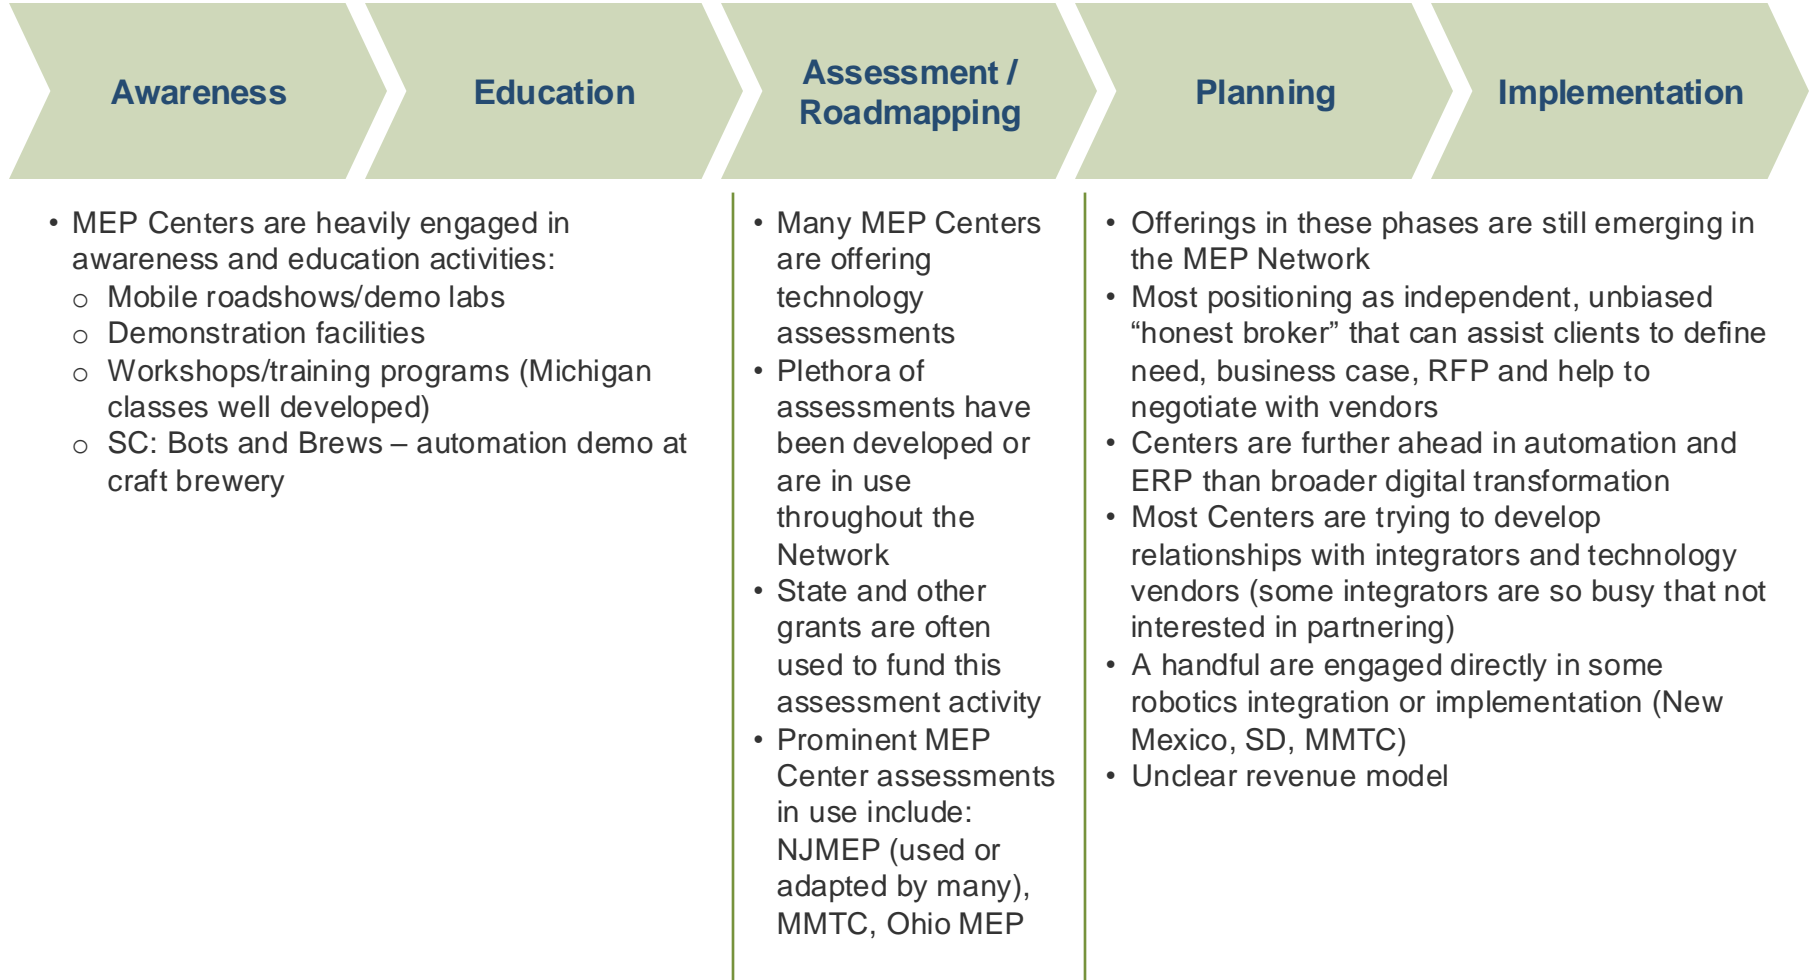 Awareness
Education
Assessment /
Roadmapping
Planning
Implementation
• MEP Centers are heavily engaged in
awareness and education activities:
o Mobile roadshows/demo labs
o Demonstration facilities
o Workshops/training programs (Michigan
classes well developed)
o SC: Bots and Brews – automation demo at
craft brewery
• Many MEP Centers
are offering
technology
assessments
• Plethora of
assessments have
been developed or
are in use
throughout the
Network
• State and other
grants are often
used to fund this
assessment activity
• Prominent MEP
Center assessments
in use include:
NJMEP (used or
adapted by many),
MMTC, Ohio MEP
• Offerings in these phases are still emerging in
the MEP Network
• Most positioning as independent, unbiased
“honest broker” that can assist clients to define
need, business case, RFP and help to
negotiate with vendors
• Centers are further ahead in automation and
ERP than broader digital transformation
• Most Centers are trying to develop
relationships with integrators and technology
vendors (some integrators are so busy that not
interested in partnering)
• A handful are engaged directly in some
robotics integration or implementation (New
Mexico, SD, MMTC)
• Unclear revenue model